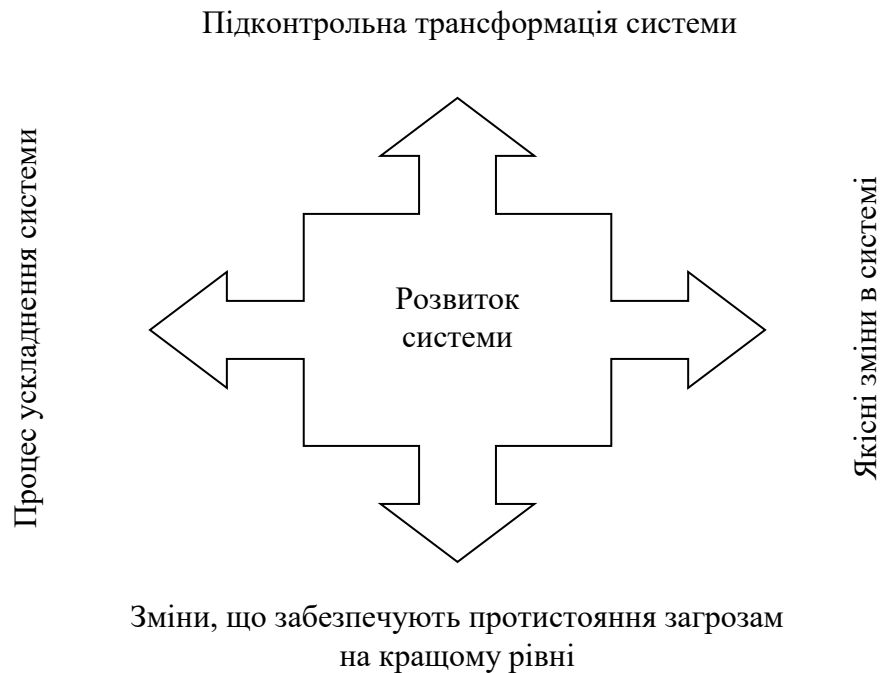 Підконтрольна трансформація системи
Процес ускладнення системи
Розвиток
системи
Якісні зміни в системі
Зміни, що забезпечують протистояння загрозам
на кращому рівні